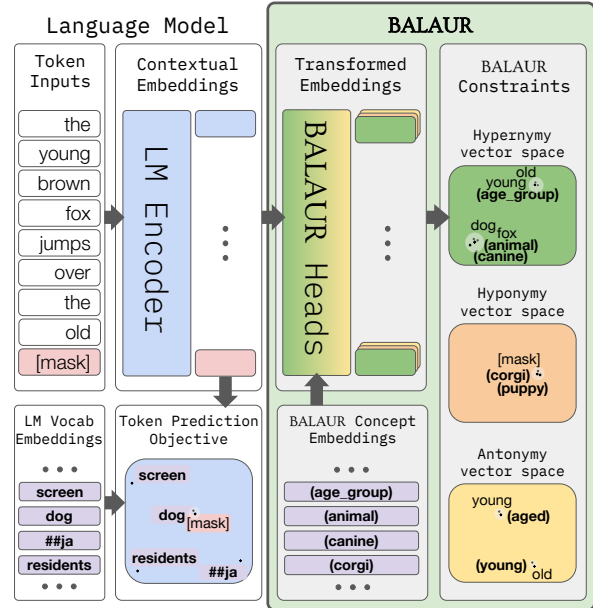 Language Model
BALAUR
Token
Inputs
the
young
brown
fox
jumps
over
the
old
[mask]
Contextual
Embeddings
LM Encoder
Transformed
Embeddings
BALAUR Heads
BALAUR
Constraints
Hypernymy
vector space
old
young
(age_group)
dog
fox
(animal)
(canine)
Hyponymy
vector space
[mask]
(corgi)
(puppy)
Antonymy
vector space
young
(aged)
(young)
old
LM Vocab
Embeddings
screen
dog
##ja
residents
Token Prediction
Objective
screen
dog
[mask]
residents
##ja
BALAUR Concept
Embeddings
(age_group)
(animal)
(canine)
(corgi)